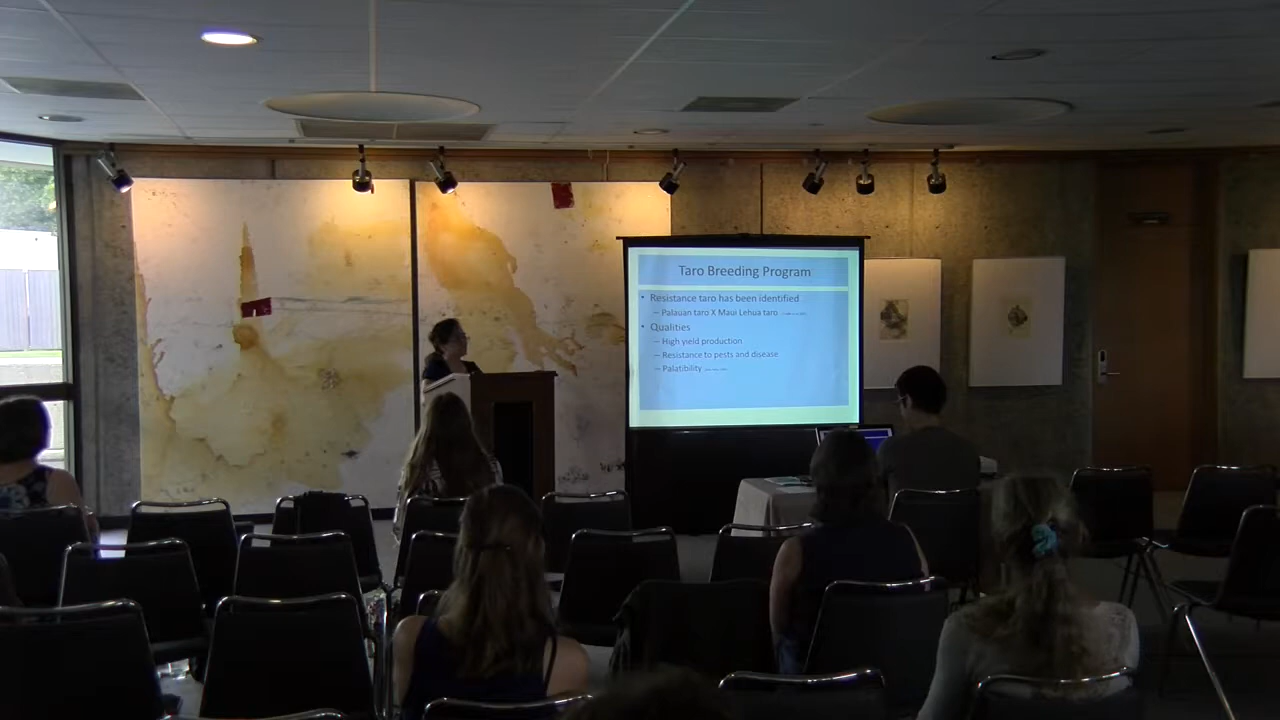 Taro Breeding Program
• Resistance taro has been identified
– Palauan taro X Maui Lehua taro
• Qualities
– High yield production
– Resistance to pests and disease
– Palatibility